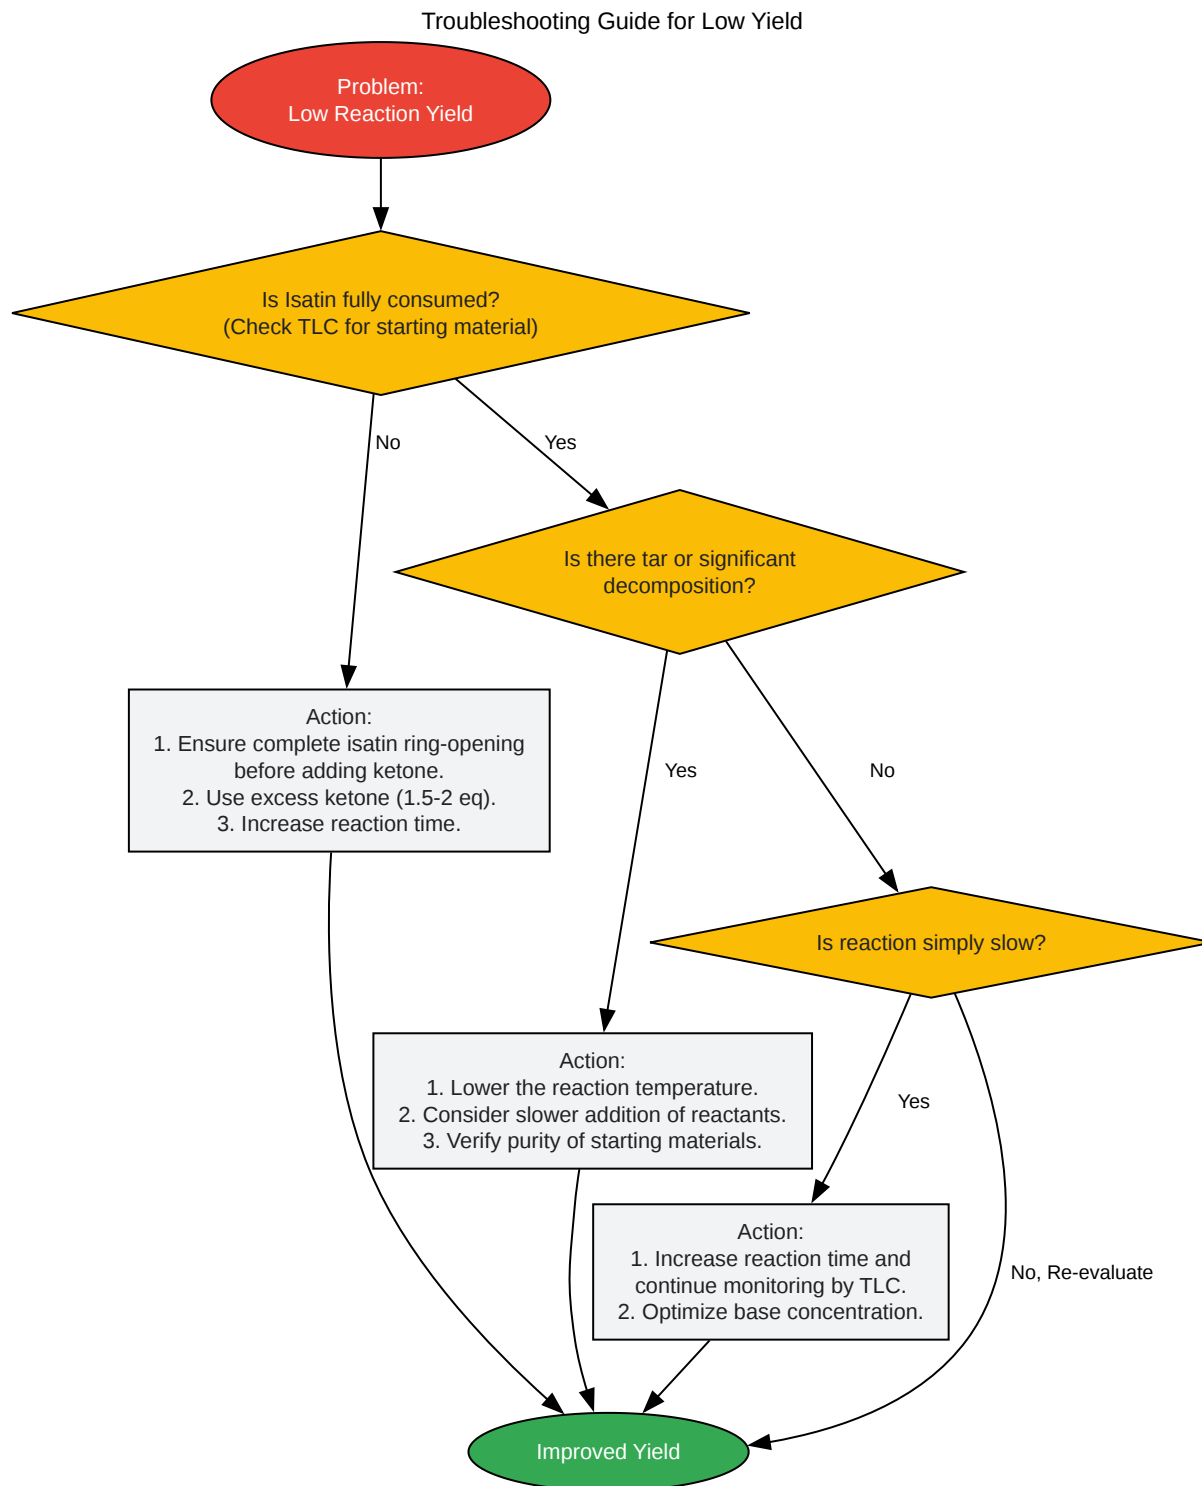 Troubleshooting Guide for Low Yield
Problem:
Low Reaction Yield
Is Isatin fully consumed?
(Check TLC for starting material)
No
Yes
Is there tar or significant
decomposition?
Action:
1. Ensure complete isatin ring-opening
before adding ketone.
2. Use excess ketone (1.5-2 eq).
3. Increase reaction time.
Yes
No
Is reaction simply slow?
Action:
1. Lower the reaction temperature.
2. Consider slower addition of reactants.
3. Verify purity of starting materials.
Yes
Action:
1. Increase reaction time and
continue monitoring by TLC.
2. Optimize base concentration.
No, Re-evaluate
Improved Yield